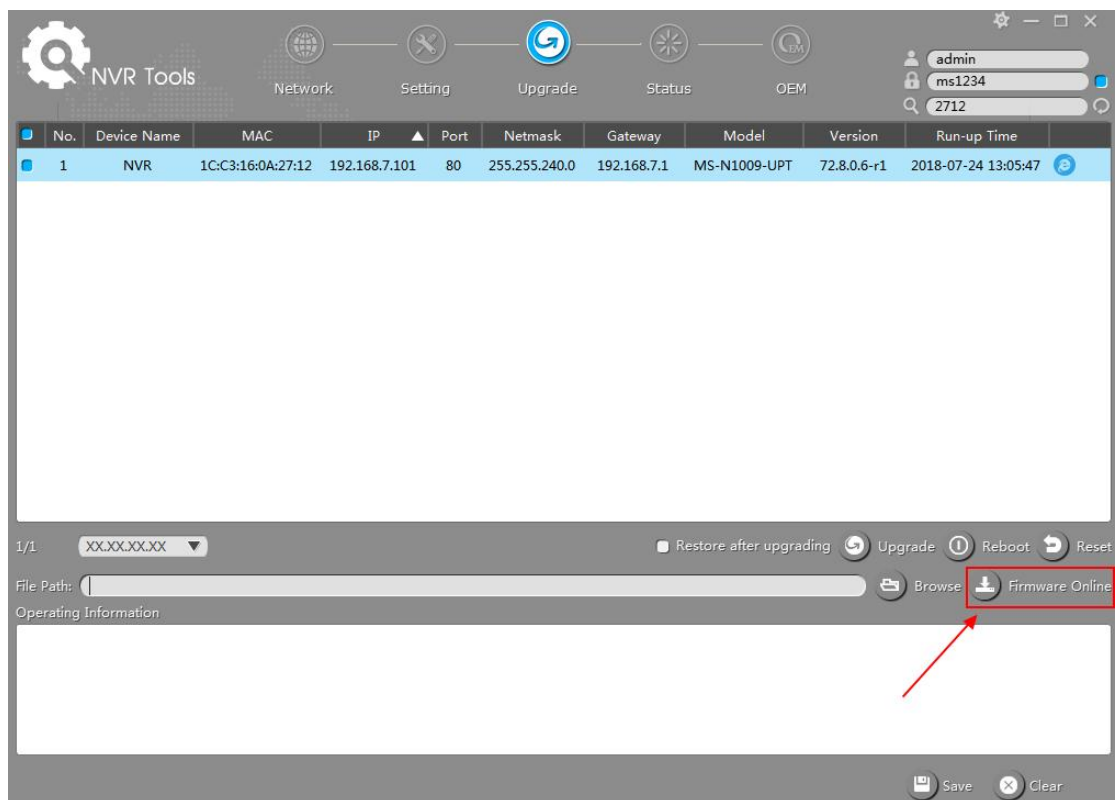 NVR Tools
Network Setting Upgrade Status OEM
admin
ms1234
2712
No. Device Name MAC IP Port Netmask Gateway Model Version Run-up Time
1 NVR 1C:C3:16:0A:27:12 192.168.7.101 80 255.255.240.0 192.168.7.1 MS-N1009-UPT 72.8.0.6-r1 2018-07-24 13:05:47
1/1 XX.XX.XX.XX Restore after upgrading Upgrade Reboot Reset
File Path: Browse Firmware Online
Operating Information
Save Clear